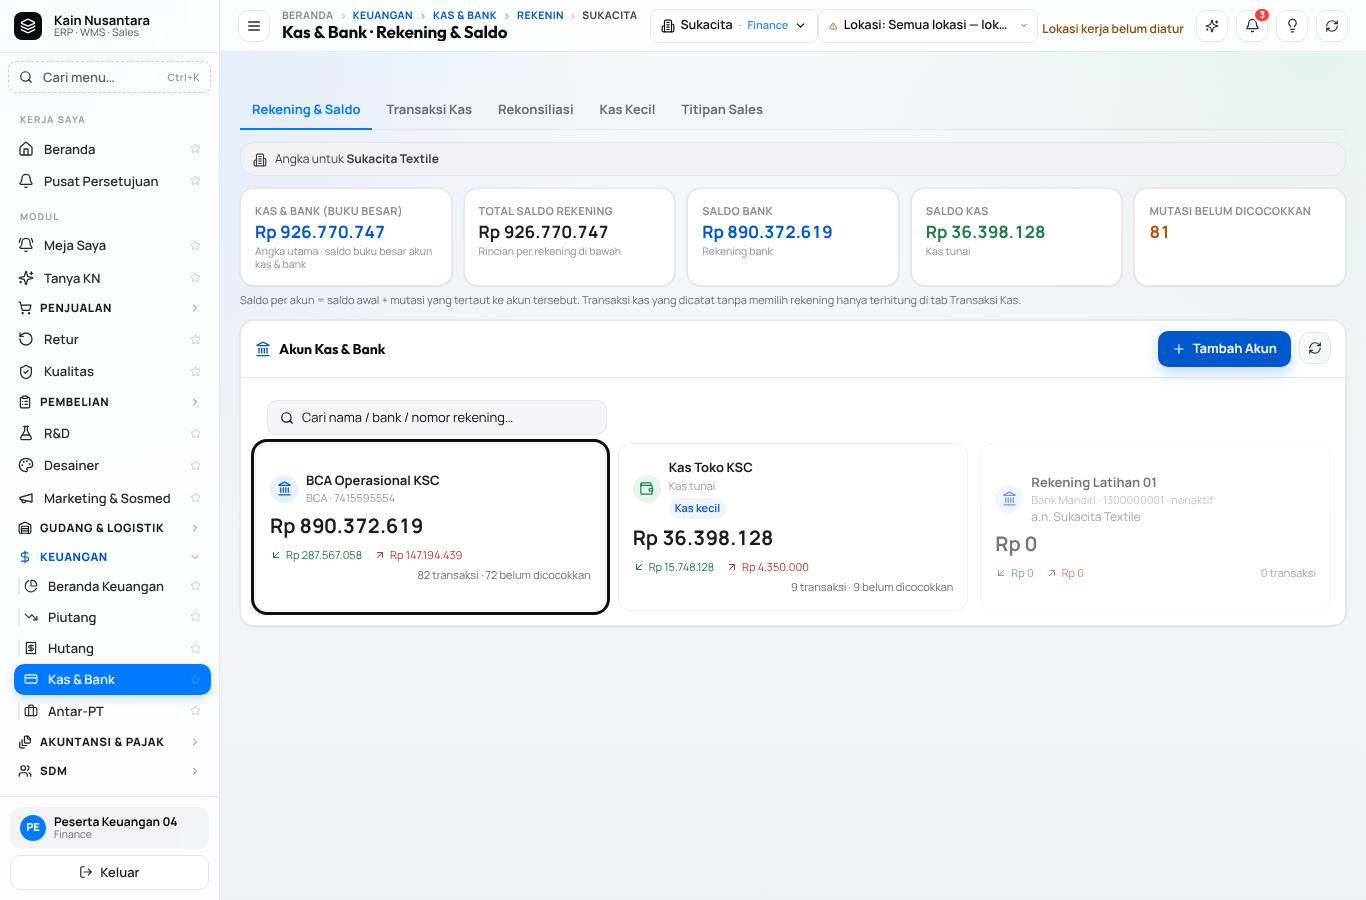 Kain Nusantara
ERP · WMS · Sales
Cari menu... Ctrl+K
KERJA SAYA
Beranda
Pusat Persetujuan
MODUL
Meja Saya
Tanya KN
PENJUALAN
Retur
Kualitas
PEMBELIAN
R&D
Desainer
Marketing & Sosmed
GUDANG & LOGISTIK
KEUANGAN
Beranda Keuangan
Piutang
Hutang
Kas & Bank
Antar-PT
AKUNTANSI & PAJAK
SDM
PE
Peserta Keuangan 04
Finance
Keluar
BERANDA › KEUANGAN › KAS & BANK › REKENIN › SUKACITA
Kas & Bank · Rekening & Saldo
Sukacita · Finance
Lokasi: Semua lokasi — lok...
Lokasi kerja belum diatur
3
Rekening & Saldo Transaksi Kas Rekonsiliasi Kas Kecil Titipan Sales
Angka untuk Sukacita Textile
KAS & BANK (BUKU BESAR)
Rp 926.770.747
Angka utama · saldo buku besar akun
kas & bank
TOTAL SALDO REKENING
Rp 926.770.747
Rincian per rekening di bawah
SALDO BANK
Rp 890.372.619
Rekening bank
SALDO KAS
Rp 36.398.128
Kas tunai
MUTASI BELUM DICOCOKKAN
81
Saldo per akun = saldo awal + mutasi yang tertaut ke akun tersebut. Transaksi kas yang dicatat tanpa memilih rekening hanya terhitung di tab Transaksi Kas.
Akun Kas & Bank
+ Tambah Akun
Cari nama / bank / nomor rekening...
BCA Operasional KSC
BCA · 7415595554
Rp 890.372.619
Rp 287.567.058 Rp 147.194.439
82 transaksi · 72 belum dicocokkan
Kas Toko KSC
Kas tunai
Kas kecil
Rp 36.398.128
Rp 15.748.128 Rp 4.350.000
9 transaksi · 9 belum dicocokkan
Rekening Latihan 01
Bank Mandiri · 1300000001 · nonaktif
a.n. Sukacita Textile
Rp 0
Rp 0 Rp 0
0 transaksi